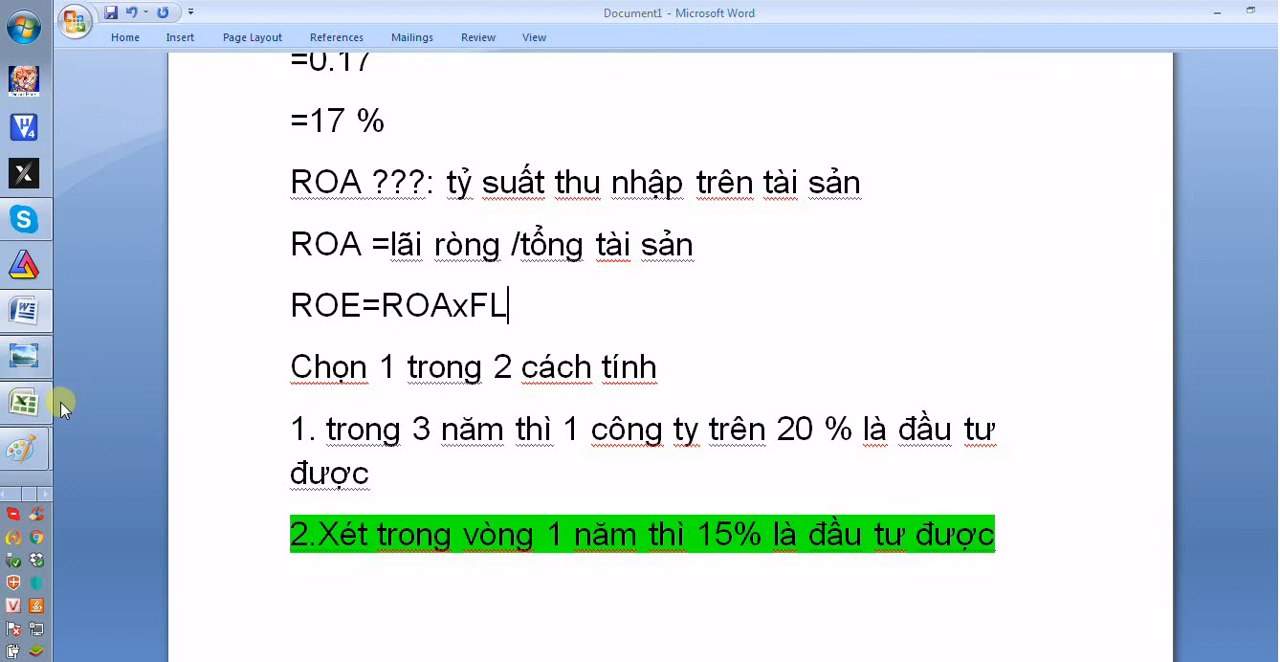 Document1 - Microsoft Word
Home Insert Page Layout References Mailings Review View
=0.17
=17 %
ROA ???: tỷ suất thu nhập trên tài sản
ROA =lãi ròng /tổng tài sản
ROE=ROAxFL
Chọn 1 trong 2 cách tính
1. trong 3 năm thì 1 công ty trên 20 % là đầu tư
được
2.Xét trong vòng 1 năm thì 15% là đầu tư được